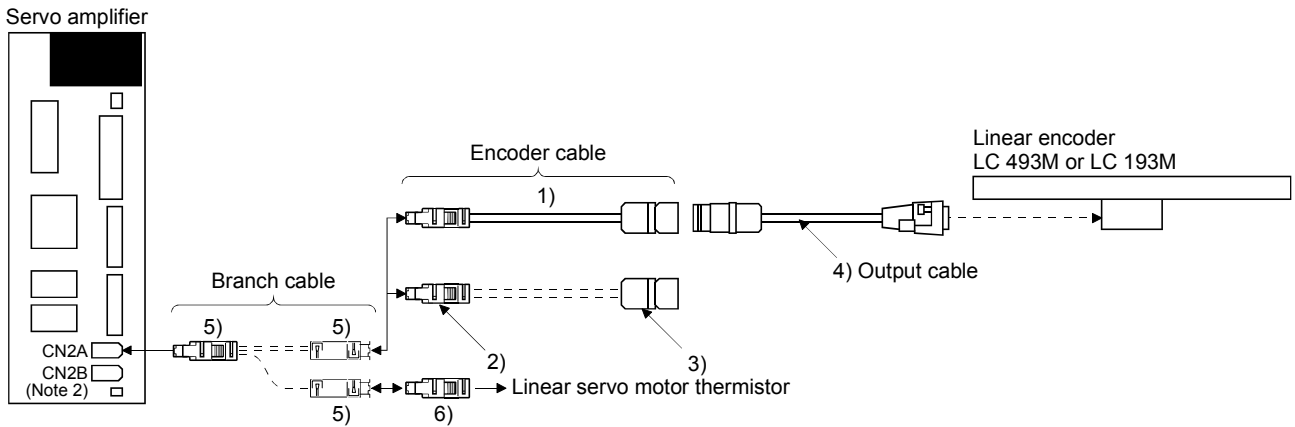 Servo amplifier
Linear encoder
LC 493M or LC 193M
Encoder cable
1)
4) Output cable
Branch cable
5)
5)
2)
3)
CN2A
CN2B
(Note 2)
Linear servo motor thermistor
5)
6)